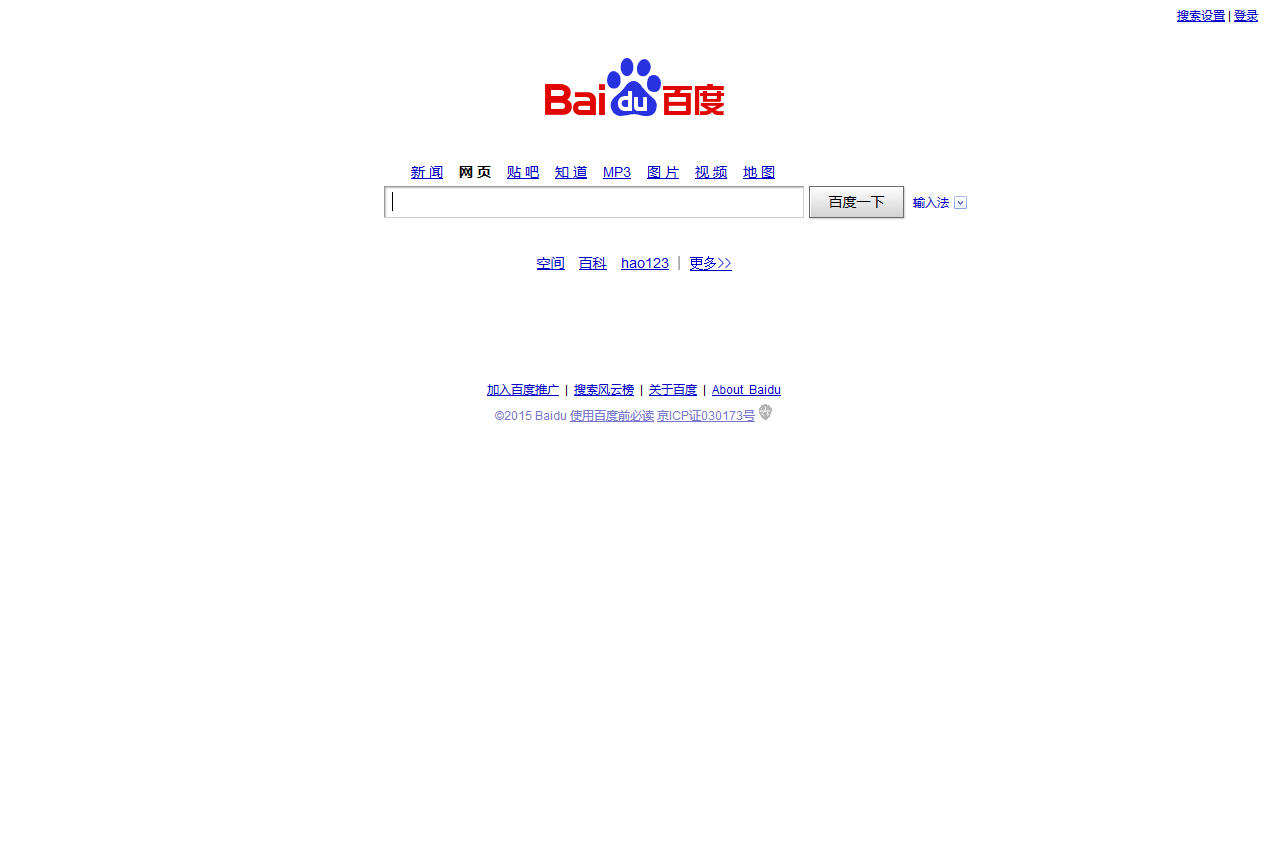 搜索设置 | 登录
Bai du 百度
新 闻 网 页 贴 吧 知 道 MP3 图 片 视 频 地 图
百度一下 输入法
空间 百科 hao123 | 更多>>
加入百度推广 | 搜索风云榜 | 关于百度 | About Baidu
©2015 Baidu 使用百度前必读 京ICP证030173号